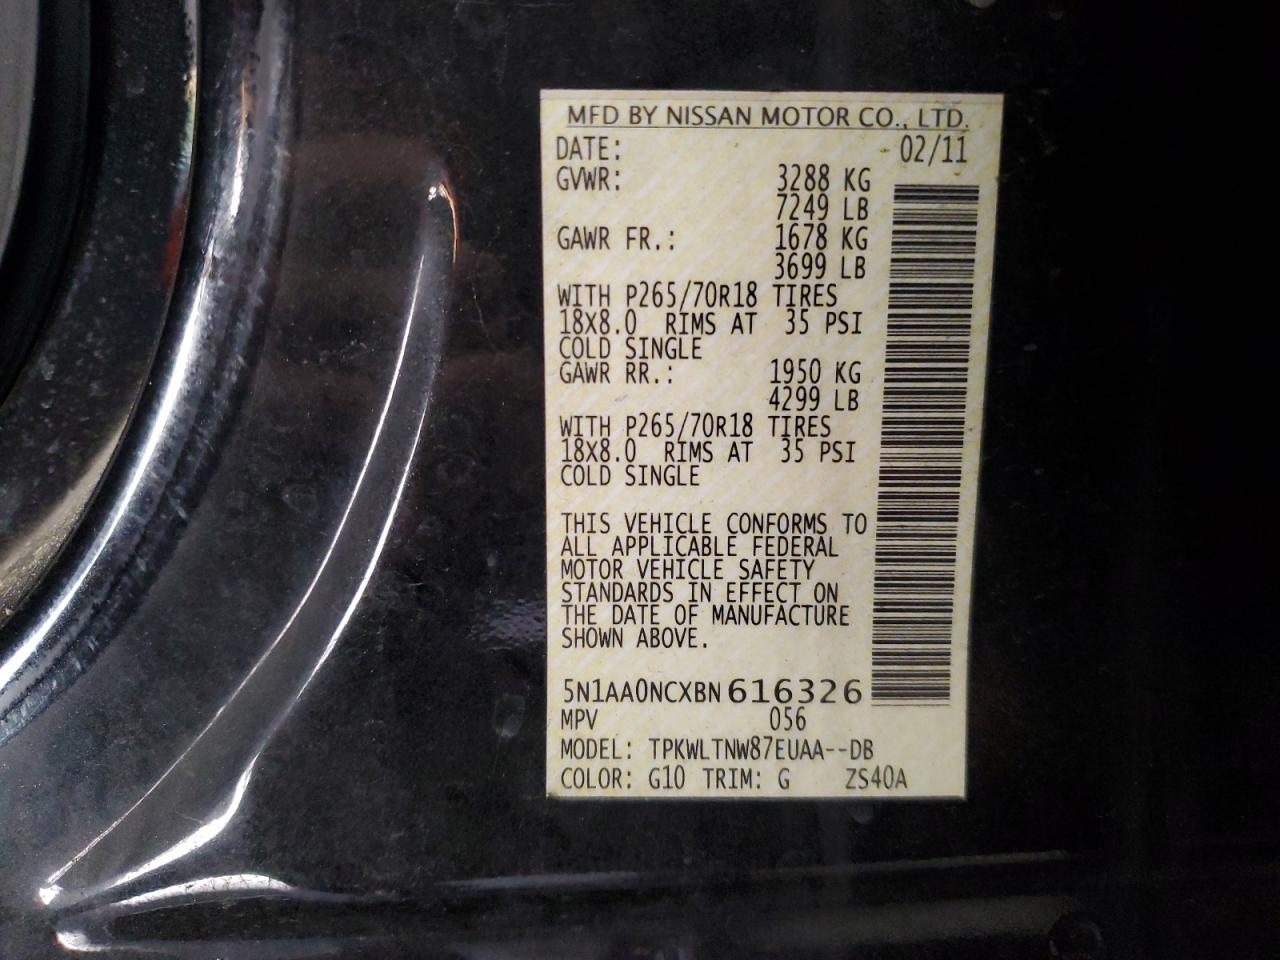 MFD BY NISSAN MOTOR CO., LTD.
DATE: 02/11
GVWR: 3288 KG
7249 LB
GAWR FR.: 1678 KG
3699 LB
WITH P265/70R18 TIRES
18X8.0 RIMS AT 35 PSI
COLD SINGLE
GAWR RR.: 1950 KG
4299 LB
WITH P265/70R18 TIRES
18X8.0 RIMS AT 35 PSI
COLD SINGLE
THIS VEHICLE CONFORMS TO
ALL APPLICABLE FEDERAL
MOTOR VEHICLE SAFETY
STANDARDS IN EFFECT ON
THE DATE OF MANUFACTURE
SHOWN ABOVE.
5N1AA0NCXBN616326
MPV 056
MODEL: TPKWLTNW87EUAA--DB
COLOR: G10 TRIM: G ZS40A